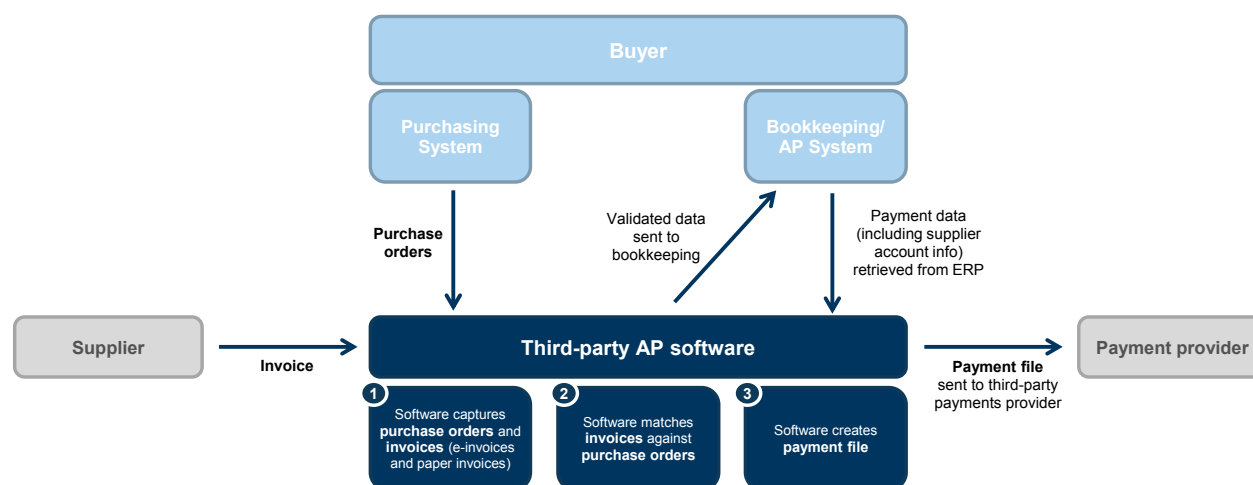 Buyer
Purchasing
System
Bookkeeping/
AP System
Purchase
orders
Validated data
sent to
bookkeeping
Payment data
(including supplier
account info)
retrieved from ERP
Supplier
Invoice
Third-party AP software
Payment file
sent to third-party
payments provider
Payment provider
1
Software captures
purchase orders and
invoices (e-invoices
and paper invoices)
2
Software matches
invoices against
purchase orders
3
Software creates
payment file